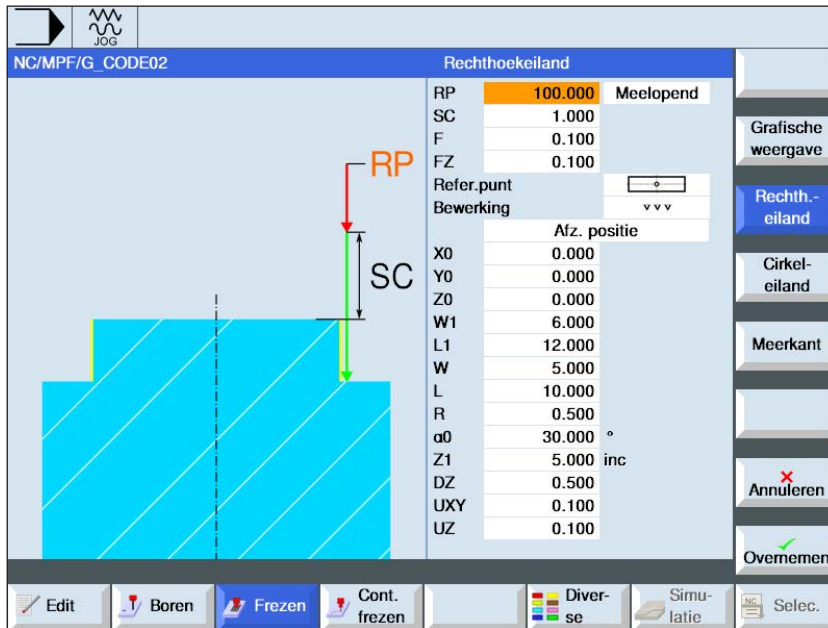 JOG
NC/MPF/G_CODE02
Rechthoekeiland
RP 100.000 Meelopend
SC 1.000
F 0.100
FZ 0.100
Refer.punt
Bewerking ▿▿▿
Afz. positie
X0 0.000
Y0 0.000
Z0 0.000
W1 6.000
L1 12.000
W 5.000
L 10.000
R 0.500
α0 30.000 °
Z1 5.000 inc
DZ 0.500
UXY 0.100
UZ 0.100
RP
SC
Grafische
weergave
Rechth.-
eiland
Cirkel-
eiland
Meerkant
Annuleren
Overnemen
Edit
Boren
Frezen
Cont.
frezen
Diver-
se
Simu-
latie
NC
Selec.